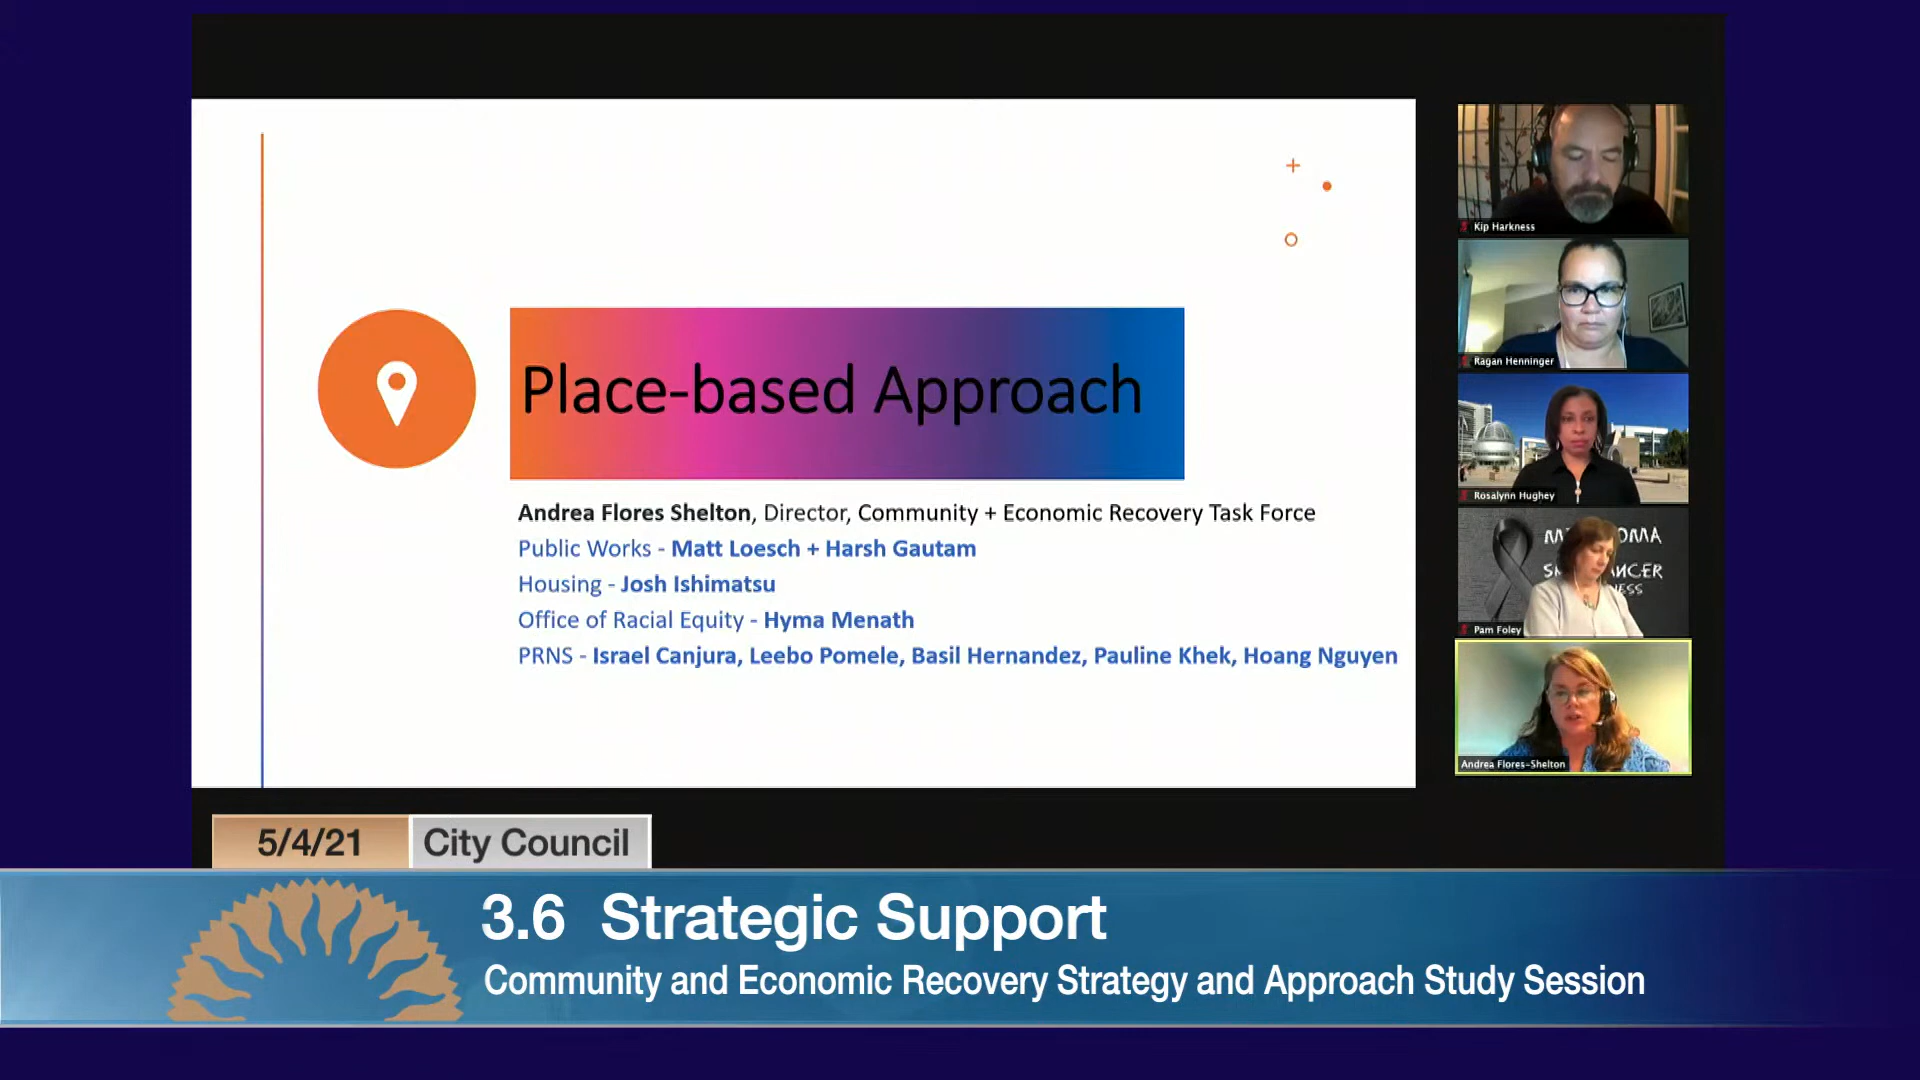 Place-based Approach
Andrea Flores Shelton, Director, Community + Economic Recovery Task Force
Public Works - Matt Loesch + Harsh Gautam
Housing - Josh Ishimatsu
Office of Racial Equity - Hyma Menath
PRNS - Israel Canjura, Leebo Pomele, Basil Hernandez, Pauline Khek, Hoang Nguyen
Kip Harkness
Ragan Henninger
Rosalynn Hughey
Pam Foley
Andrea Flores-Shelton
5/4/21
City Council
3.6 Strategic Support
Community and Economic Recovery Strategy and Approach Study Session